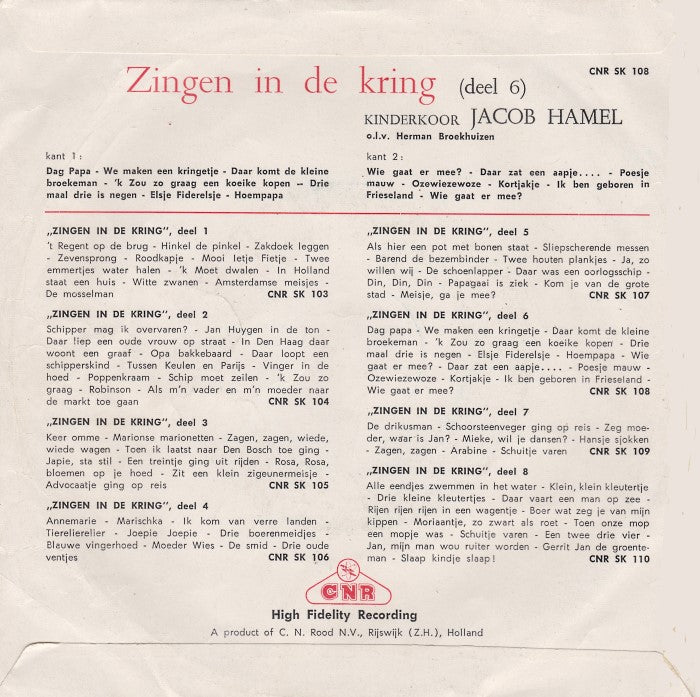 CNR SK 108
Zingen in de kring (deel 6)
KINDERKOOR JACOB HAMEL
o.l.v. Herman Broekhuizen
kant 1 :
Dag Papa - We maken een kringetje - Daar komt de kleine
broekeman - 'k Zou zo graag een koeike kopen – Drie
maal drie is negen - Elsje Fiderelsje - Hoempapa
kant 2 :
Wie gaat er mee? - Daar zat een aapje.... - Poesje
mauw - Ozewiezewoze - Kortjakje - Ik ben geboren in
Frieseland - Wie gaat er mee?
„ZINGEN IN DE KRING", deel 1
't Regent op de brug - Hinkel de pinkel - Zakdoek leggen
- Zevensprong - Roodkapje - Mooi letje Fietje - Twee
emmertjes water halen - 'k Moet dwalen - In Holland
staat een huis - Witte zwanen - Amsterdamse meisjes -
De mosselman CNR SK 103
„ZINGEN IN DE KRING", deel 2
Schipper mag ik overvaren? - Jan Huygen in de ton -
Daar liep een oude vrouw op straat - In Den Haag daar
woont een graaf - Opa bakkebaard - Daar loopt een
schipperskind - Tussen Keulen en Parijs - Vinger in de
hoed - Poppenkraam - Schip moet zeilen - 'k Zou zo
graag - Robinson - Als m'n vader en m'n moeder naar
de markt toe gaan CNR SK 104
„ZINGEN IN DE KRING", deel 3
Keer omme - Marionse marionetten - Zagen, zagen, wiede,
wiede wagen - Toen ik laatst naar Den Bosch toe ging -
Japie, sta stil - Een treintje ging uit rijden - Rosa, Rosa,
bloemen op je hoed - Zit een klein zigeunermeisje -
Advocaatje ging op reis CNR SK 105
„ZINGEN IN DE KRING", deel 4
Annemarie - Marischka - Ik kom van verre landen -
Tierelierelier - Joepie Joepie - Drie boerenmeidjes -
Blauwe vingerhoed - Moeder Wies - De smid - Drie oude
ventjes CNR SK 106
„ZINGEN IN DE KRING", deel 5
Als hier een pot met bonen staat - Sliepscherende messen
- Barend de bezembinder - Twee houten plankjes - Ja, zo
willen wij - De schoenlapper - Daar was een oorlogsschip -
Din, Din, Din - Papagaai is ziek - Kom je van de grote
stad - Meisje, ga je mee? CNR SK 107
„ZINGEN IN DE KRING", deel 6
Dag papa - We maken een kringetje - Daar komt de kleine
broekeman - 'k Zou zo graag een koeike kopen - Drie
maal drie is negen - Elsje Fiderelsje - Hoempapa - Wie
gaat er mee? - Daar zat een aapje.... - Poesje mauw -
Ozewiezewoze - Kortjakje - Ik ben geboren in Frieseland -
Wie gaat er mee? CNR SK 108
„ZINGEN IN DE KRING", deel 7
De drikusman - Schoorsteenveger ging op reis - Zeg moe-
der, waar is Jan? - Mieke, wil je dansen? - Hansje sjokken
- Zagen, zagen - Arabine - Schuitje varen CNR SK 109
„ZINGEN IN DE KRING", deel 8
Alle eendjes zwemmen in het water - Klein, klein kleutertje
- Drie kleine kleutertjes - Daar vaart een man op zee -
Rijen rijen rijen in een wagentje - Boer wat zeg je van mijn
kippen - Moriaantje, zo zwart als roet - Toen onze mop
een mopje was - Schuitje varen - Een twee drie vier -
Jan, mijn man wou ruiter worden - Gerrit Jan de groente-
man - Slaap kindje slaap! CNR SK 110
CNR
High Fidelity Recording
A product of C. N. Rood N.V., Rijswijk (Z.H.), Holland